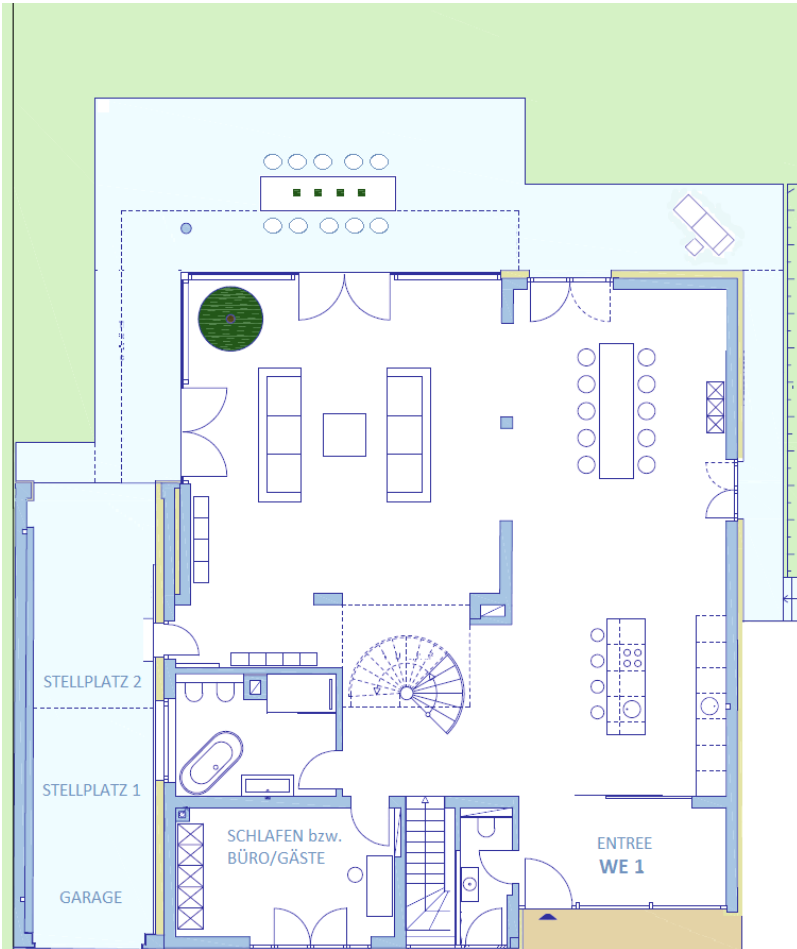 STELLPLATZ 2
STELLPLATZ 1
SCHLAFEN bzw.
BÜRO/GÄSTE
ENTREE
WE 1
GARAGE